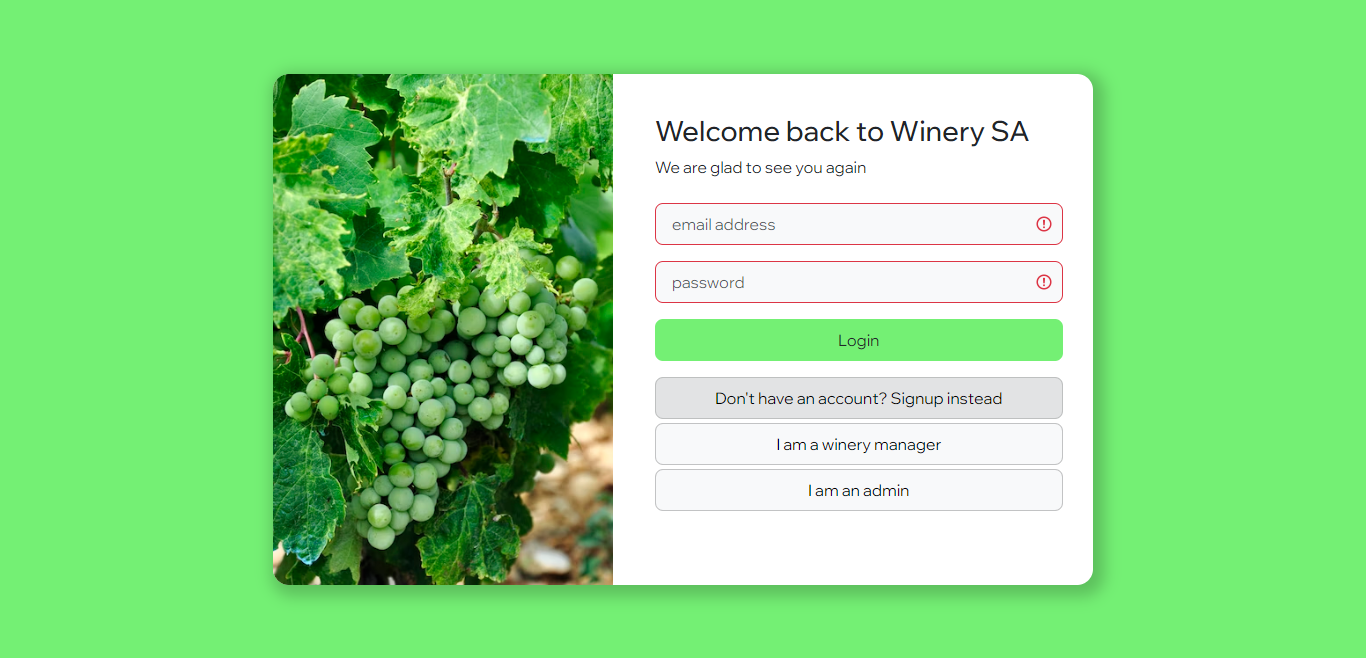 Welcome back to Winery SA
We are glad to see you again
email address
password
Login
Don't have an account? Signup instead
I am a winery manager
I am an admin